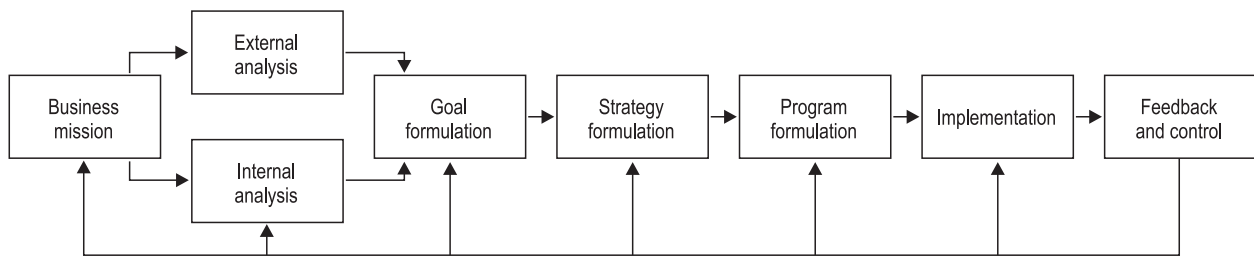 External
analysis
Business
mission
Goal
formulation
Strategy
formulation
Program
formulation
Implementation
Feedback
and control
Internal
analysis